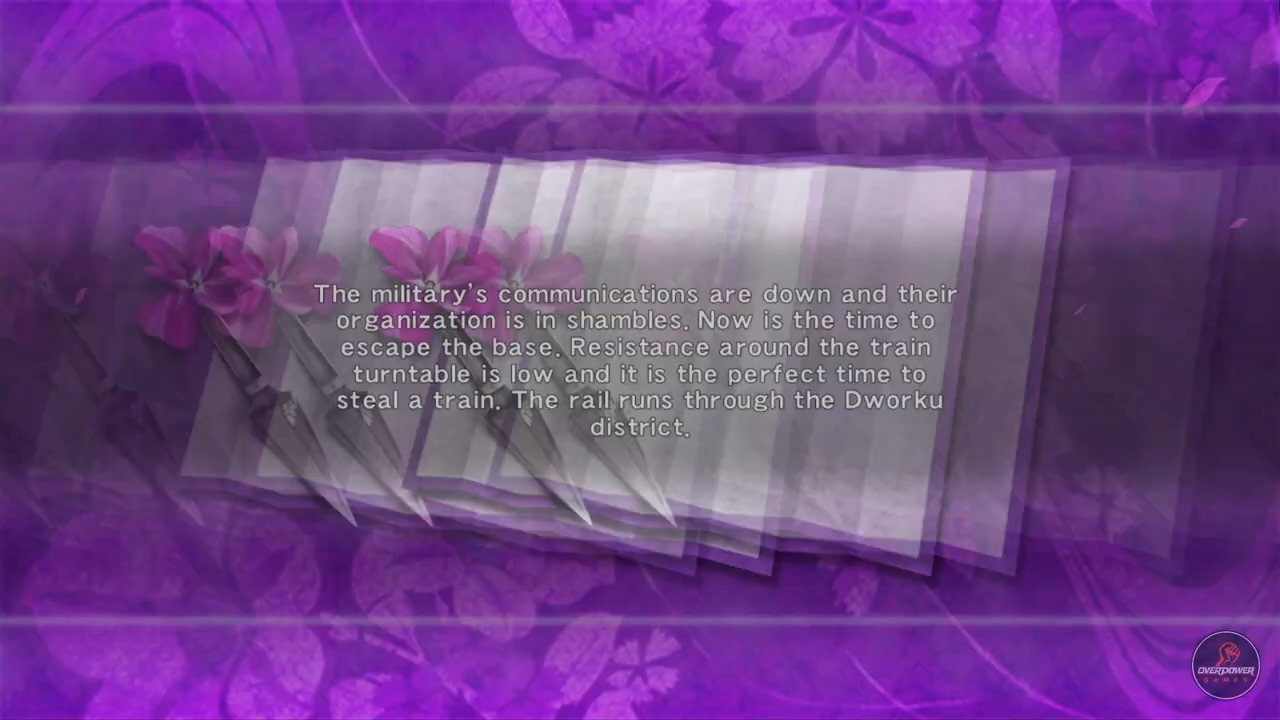 The military's communications are down and their
organization is in shambles. Now is the time to
escape the base. Resistance around the train
turntable is low and it is the perfect time to
steal a train. The rail runs through the Dworku
district.
OVERPOWER
GAMES